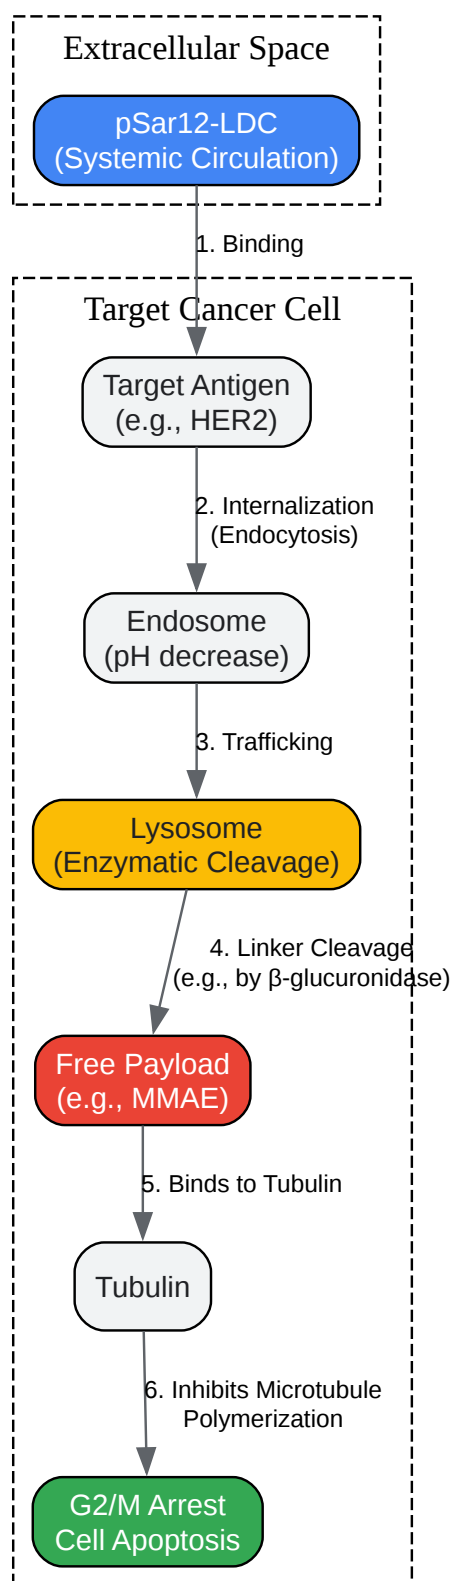 Extracellular Space
pSar12-LDC
(Systemic Circulation)
1. Binding
Target Cancer Cell
Target Antigen
(e.g., HER2)
2. Internalization
(Endocytosis)
Endosome
(pH decrease)
3. Trafficking
Lysosome
(Enzymatic Cleavage)
4. Linker Cleavage
(e.g., by β-glucuronidase)
Free Payload
(e.g., MMAE)
5. Binds to Tubulin
Tubulin
6. Inhibits Microtubule
Polymerization
G2/M Arrest
Cell Apoptosis